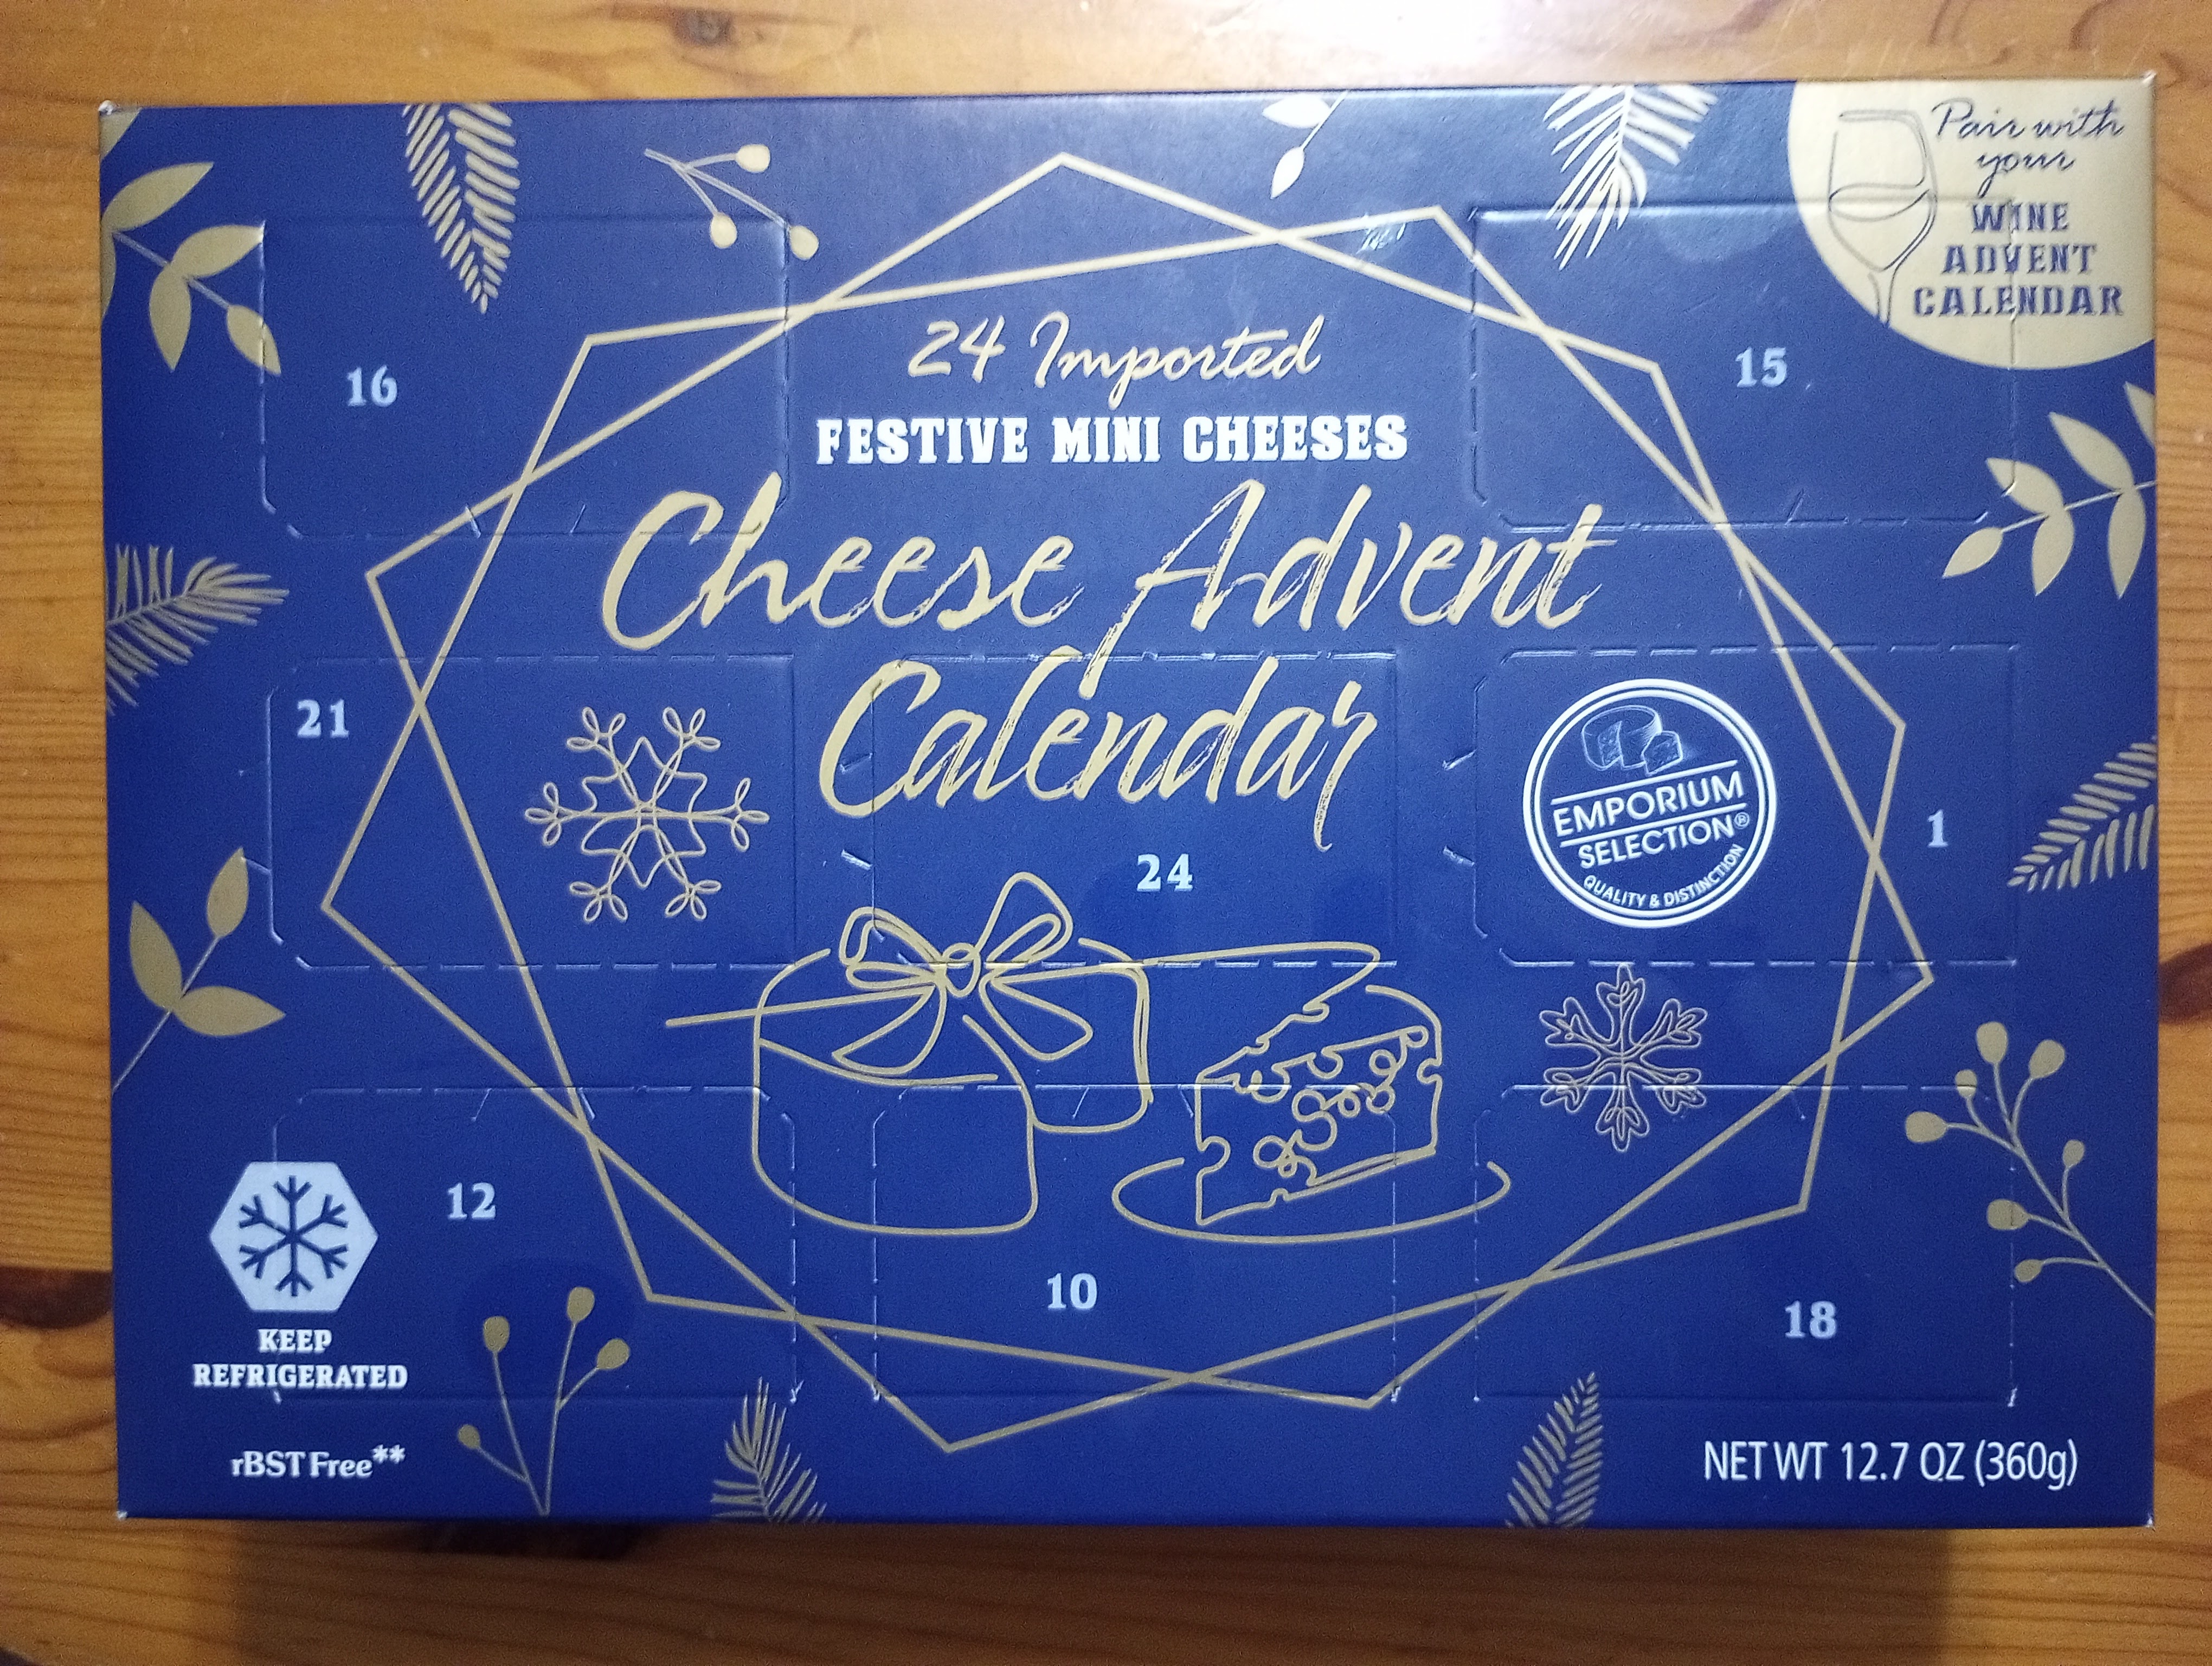 Pair with
your
WINE
ADVENT
CALENDAR
24 Imported
FESTIVE MINI CHEESES
Cheese Advent
Calendar
16
15
21
24
EMPORIUM
SELECTION®
QUALITY & DISTINCTION
1
12
10
18
KEEP
REFRIGERATED
rBST Free**
NET WT 12.7 OZ (360g)